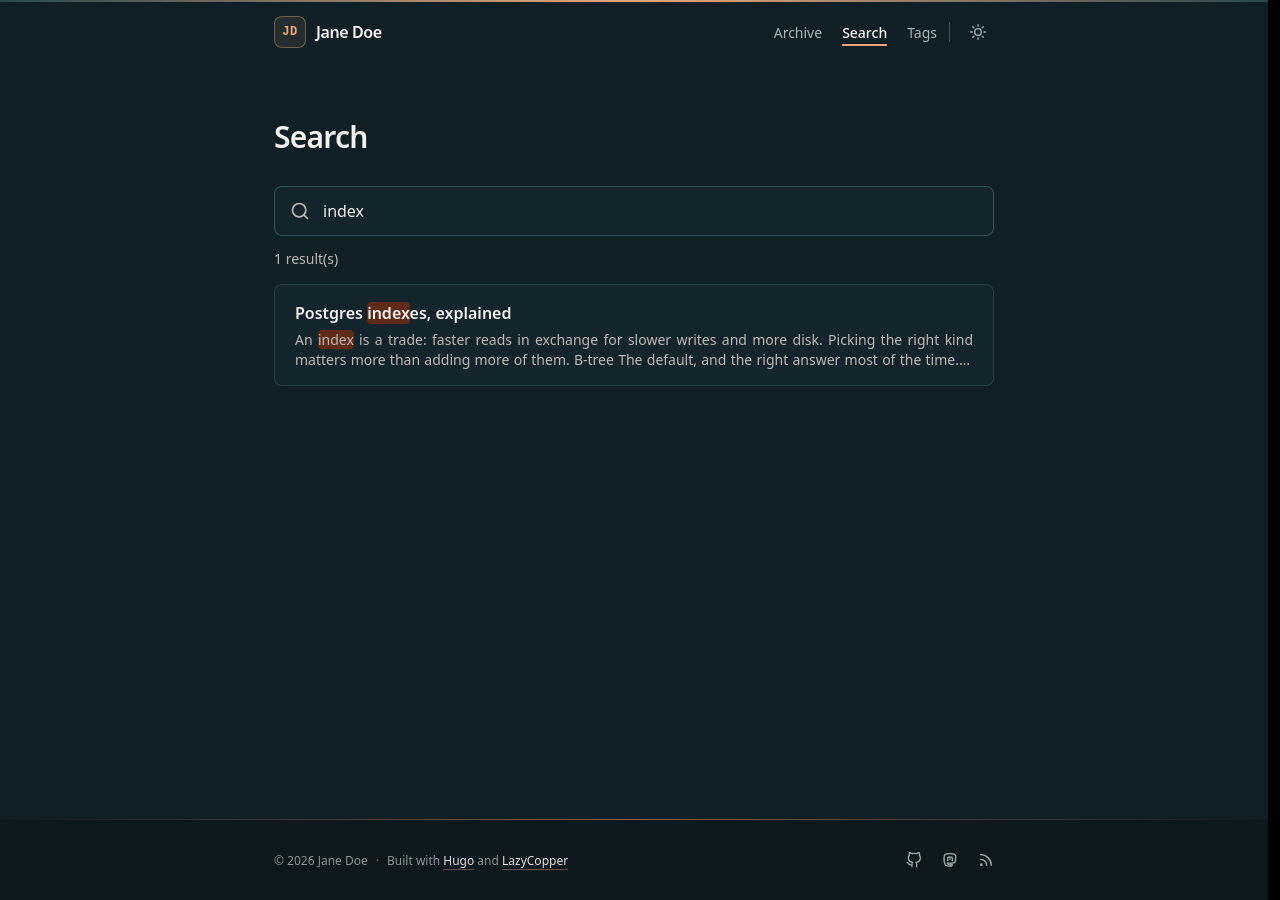 JD Jane Doe
Archive Search Tags
Search
index
1 result(s)
Postgres indexes, explained
An index is a trade: faster reads in exchange for slower writes and more disk. Picking the right kind
matters more than adding more of them. B-tree The default, and the right answer most of the time....
© 2026 Jane Doe · Built with Hugo and LazyCopper